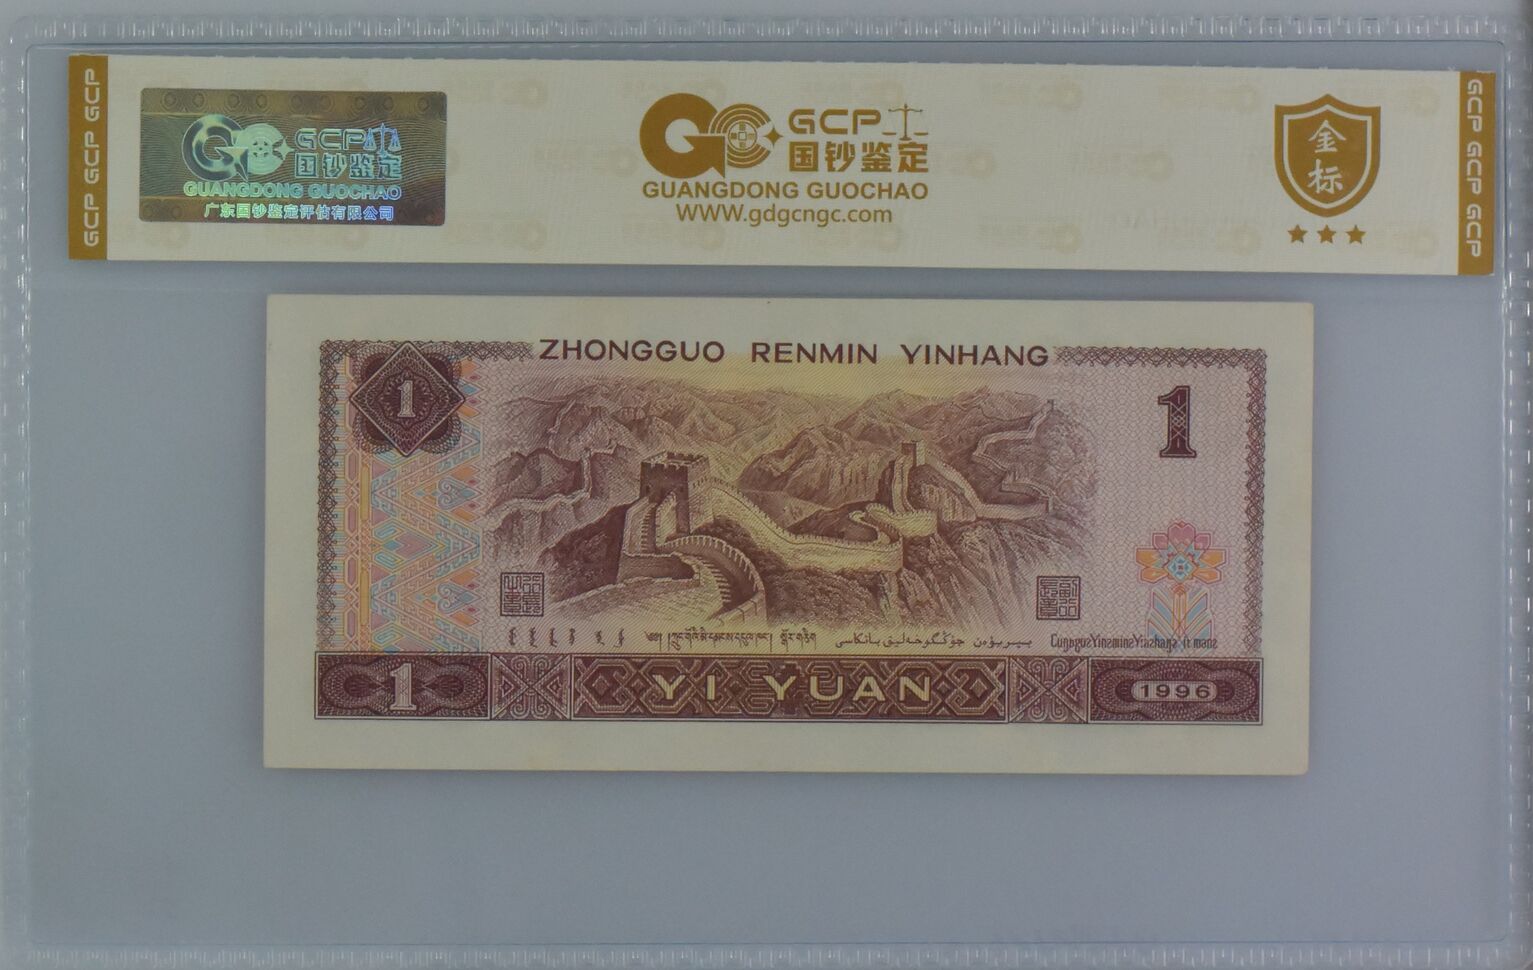 GCP GCP GCP
GCP
国钞鉴定
GUANGDONG GUOCHAO
广东国钞鉴定评估有限公司
GCP
国钞鉴定
GUANGDONG GUOCHAO
WWW.gdgcngc.com
金标
GCP GCP GCP
ZHONGGUO RENMIN YINHANG
1
1
1
YI YUAN
1996